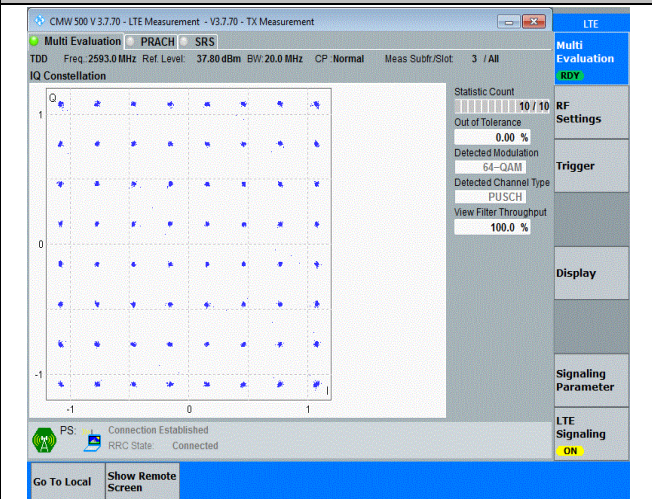 CMW 500 V 3.7.70 - LTE Measurement - V3.7.70 - TX Measurement
LTE
Multi Evaluation PRACH SRS
TDD Freq.:2593.0 MHz Ref. Level: 37.80 dBm BW: 20.0 MHz CP :Normal Meas Subfr./Slot: 3 / All
IQ Constellation
Q
1
0
-1
-1
0
1
I
Statistic Count
10 / 10
Out of Tolerance
0.00 %
Detected Modulation
64-QAM
Detected Channel Type
PUSCH
View Filter Throughput
100.0 %
Multi
Evaluation
RDY
RF
Settings
Trigger
Display
Signaling
Parameter
LTE
Signaling
ON
PS:
Connection Established
RRC State: Connected
Go To Local
Show Remote
Screen